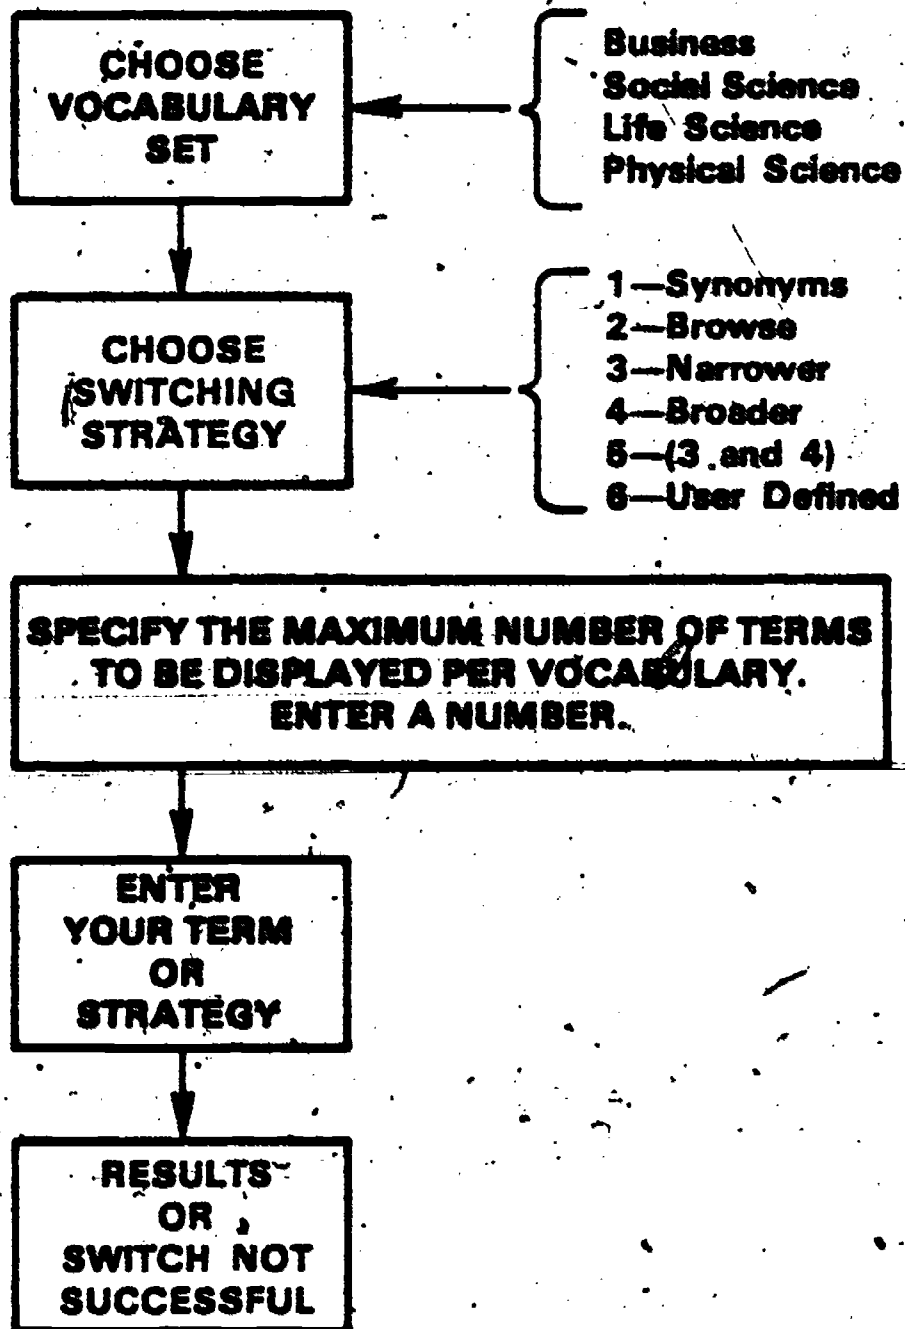 CHOOSE
VOCABULARY
SET
Business
Social Science
Life Science
Physical Science
CHOOSE
SWITCHING
STRATEGY
1—Synonyms
2—Browse
3—Narrower
4—Broader
5—(3 and 4)
6—User Defined
SPECIFY THE MAXIMUM NUMBER OF TERMS
TO BE DISPLAYED PER VOCABULARY.
ENTER A NUMBER.
ENTER
YOUR TERM
OR
STRATEGY
RESULTS
OR
SWITCH NOT
SUCCESSFUL